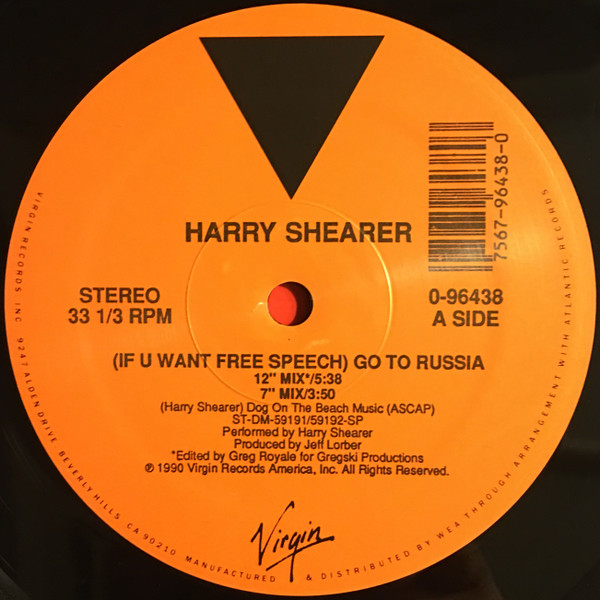 HARRY SHEARER
7567-96438-0
STEREO
33 1/3 RPM
0-96438
A SIDE
(IF U WANT FREE SPEECH) GO TO RUSSIA
12" MIX*/5:38
7" MIX/3:50
(Harry Shearer) Dog On The Beach Music (ASCAP)
ST-DM-59191/59192-SP
Performed by Harry Shearer
Produced by Jeff Lorber
*Edited by Greg Royale for Gregski Productions
℗ 1990 Virgin Records America, Inc. All Rights Reserved.
Virgin
VIRGIN RECORDS INC 9247 ALDEN DRIVE BEVERLY HILLS CA 90210 MANUFACTURED & DISTRIBUTED BY WEA THROUGH ARRANGEMENT WITH ATLANTIC RECORDS